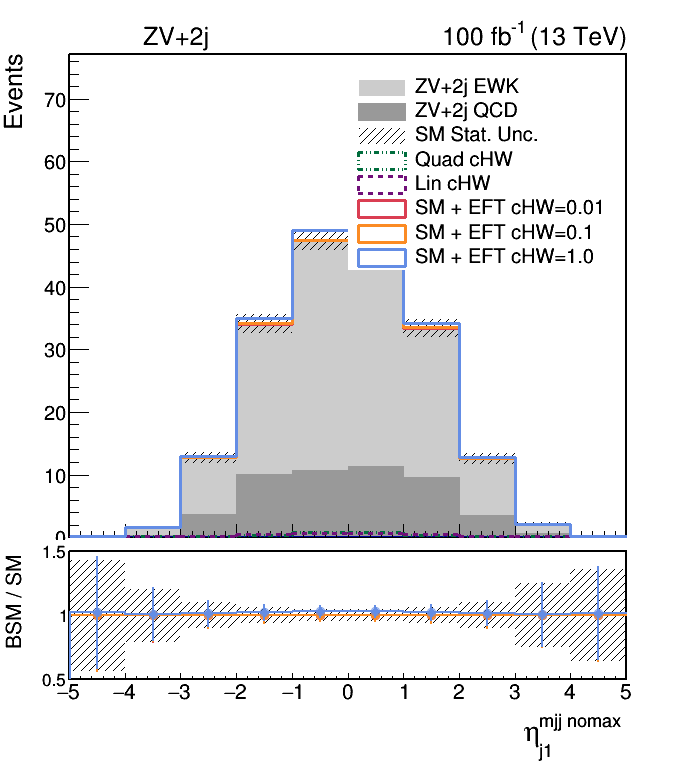 ZV+2j 100 fb-1 (13 TeV)
Events
ZV+2j EWK
ZV+2j QCD
SM Stat. Unc.
Quad cHW
Lin cHW
SM + EFT cHW=0.01
SM + EFT cHW=0.1
SM + EFT cHW=1.0
70
60
50
40
30
20
10
0
BSM / SM
1.5
1
0.5
−5 −4 −3 −2 −1 0 1 2 3 4 5
η j1 mjj nomax